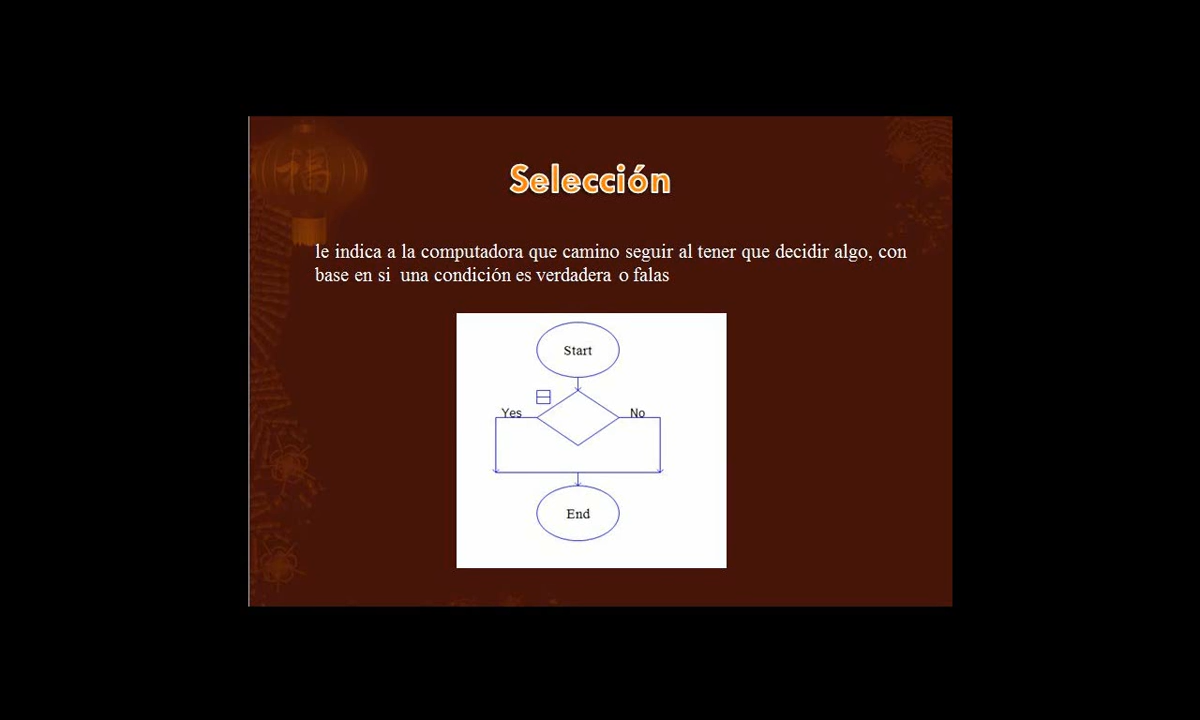 Selección
le indica a la computadora que camino seguir al tener que decidir algo, con
base en si una condición es verdadera o falas
Start
Yes
No
End
福